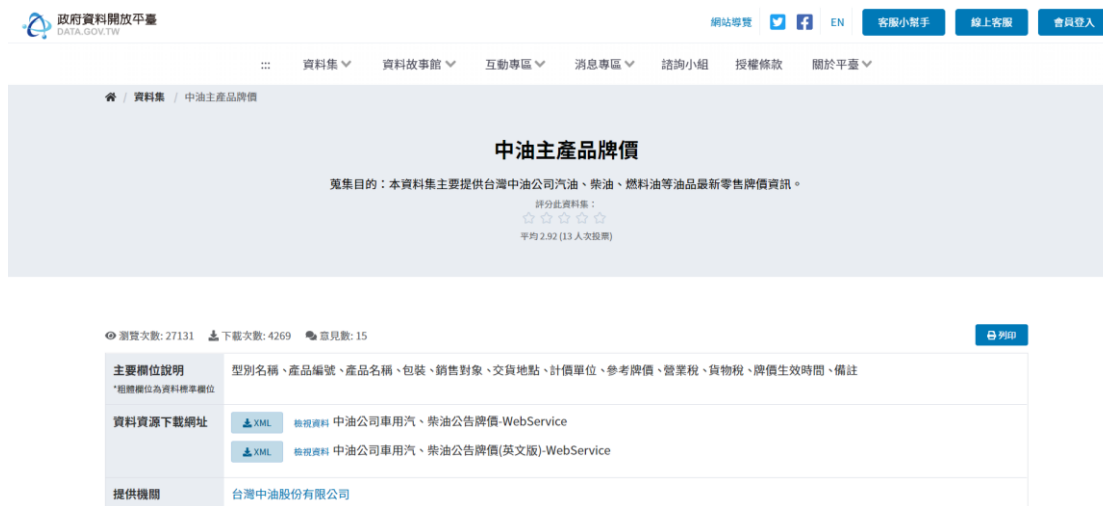 政府資料開放平臺
DATA.GOV.TW
網站導覽 EN 客服小幫手 線上客服 會員登入
::: 資料集 資料故事館 互動專區 消息專區 諮詢小組 授權條款 關於平臺
/ 資料集 / 中油主產品牌價
中油主產品牌價
蒐集目的：本資料集主要提供台灣中油公司汽油、柴油、燃料油等油品最新零售牌價資訊。
評分此資料集：
平均 2.92 (13 人次投票)
瀏覽次數: 27131 下載次數: 4269 意見數: 15
列印
主要欄位說明 型別名稱、產品編號、產品名稱、包裝、銷售對象、交貨地點、計價單位、參考牌價、營業稅、貨物稅、牌價生效時間、備註
*粗體欄位為資料標準欄位
資料資源下載網址 XML 檢視資料 中油公司車用汽、柴油公告牌價-WebService
XML 檢視資料 中油公司車用汽、柴油公告牌價(英文版)-WebService
提供機關 台灣中油股份有限公司